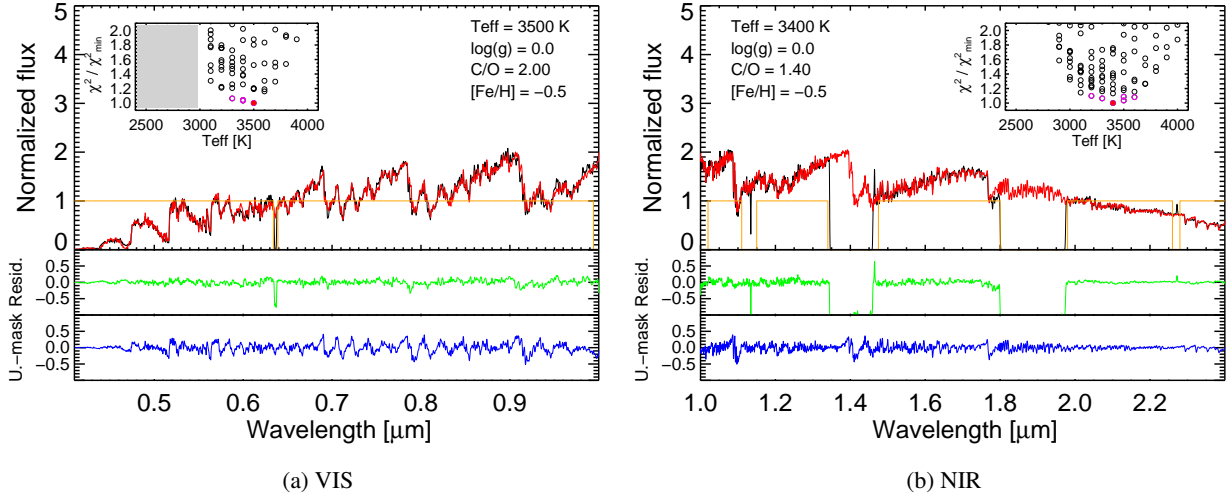 5
4
3
2
1
0
Normalized flux
2.0
1.8
1.6
1.4
1.2
1.0
χ² / χ²min
2500 3000 3500 4000
Teff [K]
Teff = 3500 K
log(g) = 0.0
C/O = 2.00
[Fe/H] = −0.5
0.5
0.0
−0.5
Resid.
0.5
0.0
−0.5
U.−mask
0.5 0.6 0.7 0.8 0.9
Wavelength [μm]
(a) VIS
5
4
3
2
1
0
Normalized flux
Teff = 3400 K
log(g) = 0.0
C/O = 1.40
[Fe/H] = −0.5
2.0
1.8
1.6
1.4
1.2
1.0
χ² / χ²min
2500 3000 3500 4000
Teff [K]
0.5
0.0
−0.5
Resid.
0.5
0.0
−0.5
U.−mask
1.0 1.2 1.4 1.6 1.8 2.0 2.2
Wavelength [μm]
(b) NIR